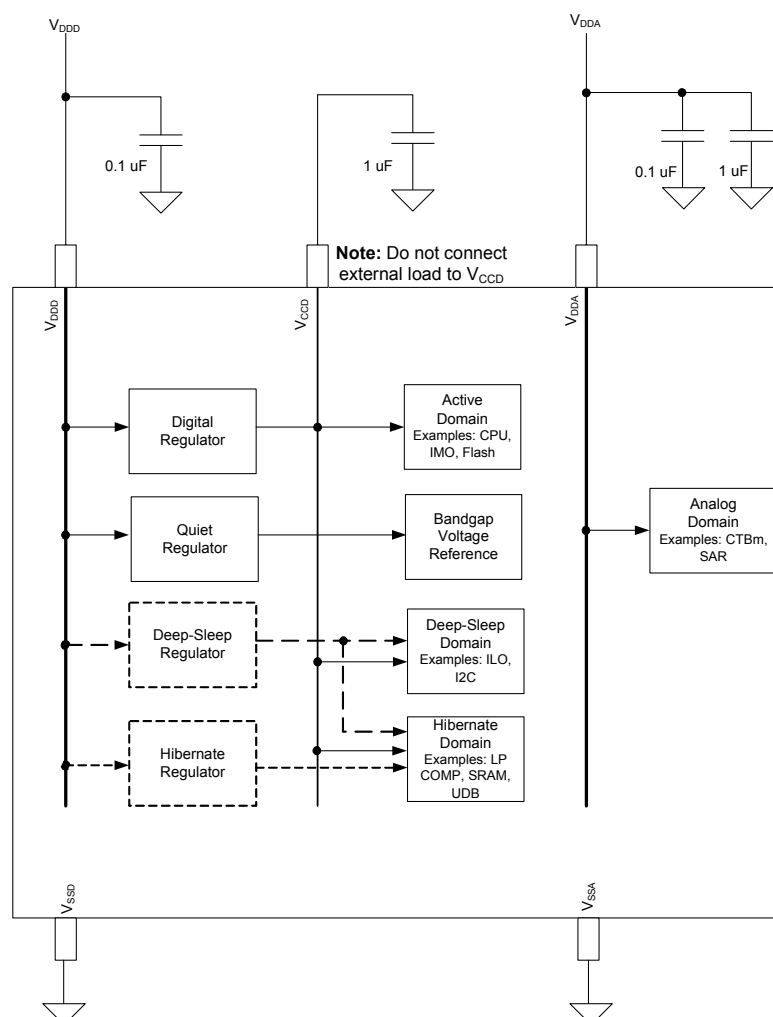 VDDD
VDDA
0.1 uF
1 uF
0.1 uF
1 uF
Note: Do not connect
external load to VCCD
VDDD
VCCD
VDDA
Digital
Regulator
Active
Domain
Examples: CPU,
IMO, Flash
Quiet
Regulator
Bandgap
Voltage
Reference
Analog
Domain
Examples: CTBm,
SAR
Deep-Sleep
Regulator
Deep-Sleep
Domain
Examples: ILO,
I2C
Hibernate
Regulator
Hibernate
Domain
Examples: LP
COMP, SRAM,
UDB
VSSD
VSSA